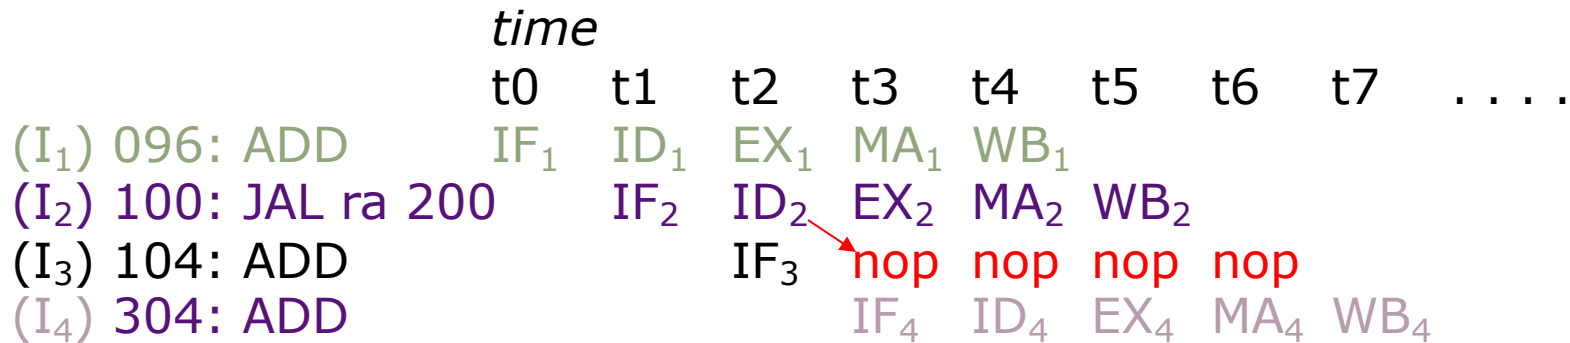 time
t0 t1 t2 t3 t4 t5 t6 t7 . . . .
(I₁) 096: ADD IF₁ ID₁ EX₁ MA₁ WB₁
(I₂) 100: JAL ra 200 IF₂ ID₂ EX₂ MA₂ WB₂
(I₃) 104: ADD IF₃ nop nop nop nop
(I₄) 304: ADD IF₄ ID₄ EX₄ MA₄ WB₄